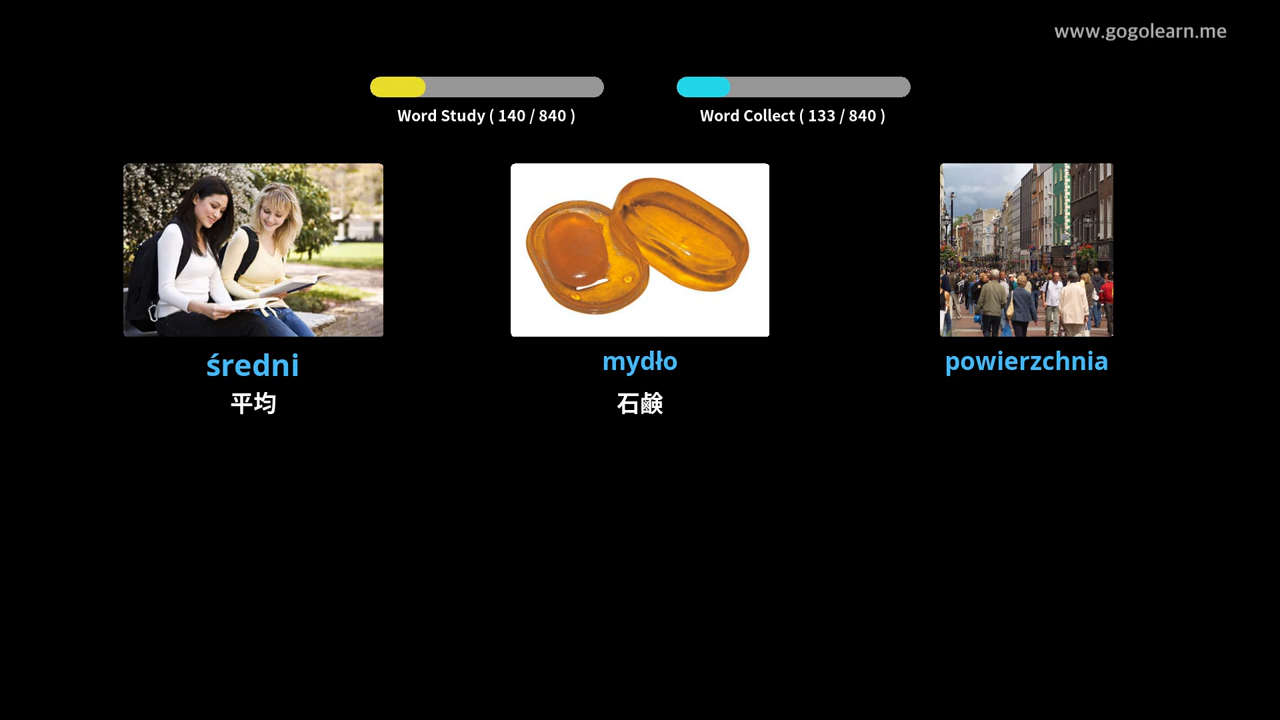 www.gogolearn.me
Word Study ( 140 / 840 )
Word Collect ( 133 / 840 )
średni
平均
mydło
石鹸
powierzchnia